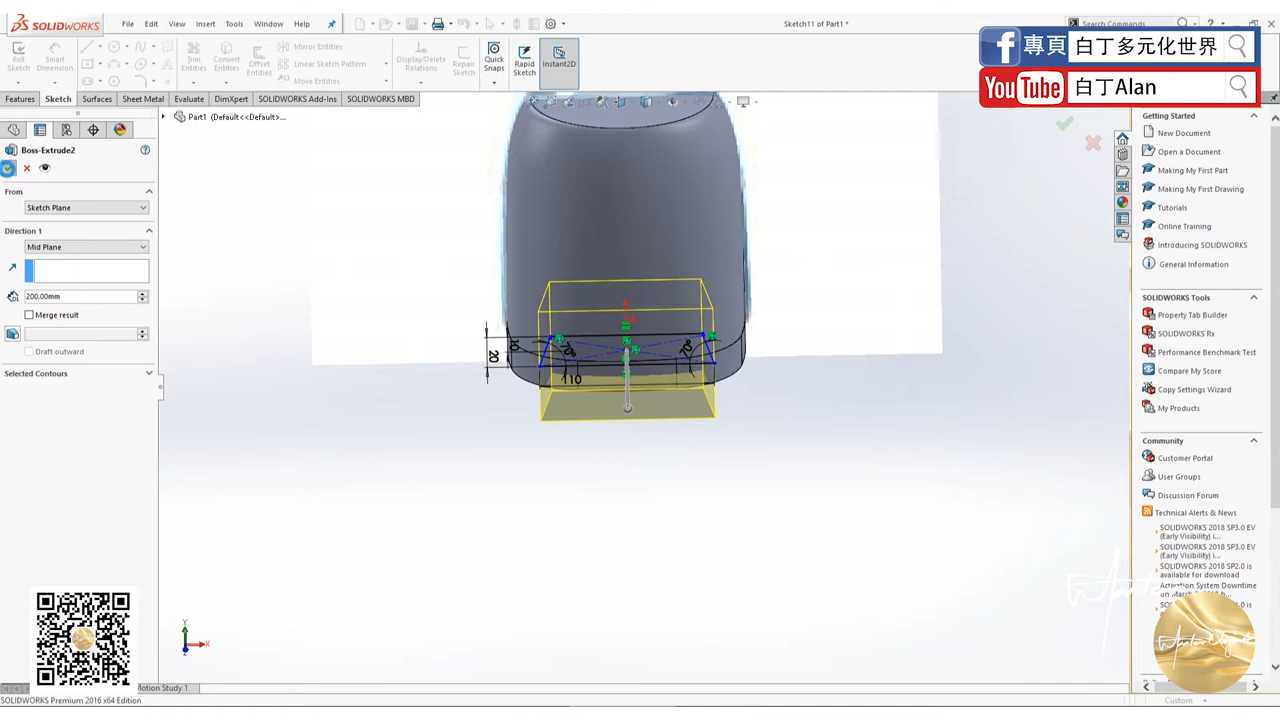 SOLIDWORKS
File Edit View Insert Tools Window Help
Sketch11 of Part1 *
Search Commands
Exit Sketch
Smart Dimension
Trim Entities
Convert Entities
Offset Entities
Mirror Entities
Linear Sketch Pattern
Move Entities
Display/Delete Relations
Repair Sketch
Quick Snaps
Rapid Sketch
Instant2D
專頁 白丁多元化世界
YouTube 白丁Alan
Features Sketch Surfaces Sheet Metal Evaluate DimXpert SOLIDWORKS Add-Ins SOLIDWORKS MBD
Part1 (Default<<Default>...
Boss-Extrude2
From
Sketch Plane
Direction 1
Mid Plane
200.00mm
Merge result
Draft outward
Selected Contours
20
10
70°
70°
110
Getting Started
New Document
Open a Document
Making My First Part
Making My First Drawing
Tutorials
Online Training
Introducing SOLIDWORKS
General Information
SOLIDWORKS Tools
Property Tab Builder
SOLIDWORKS Rx
Performance Benchmark Test
Compare My Score
Copy Settings Wizard
My Products
Community
Customer Portal
User Groups
Discussion Forum
Technical Alerts & News
SOLIDWORKS 2018 SP3.0 EV
(Early Visibility) i...
SOLIDWORKS 2018 SP3.0 EV
(Early Visibility) i...
SOLIDWORKS 2018 SP2.0 is
available for download
Activation System Downtime
Y
X
Z
Motion Study 1
SOLIDWORKS Premium 2016 x64 Edition
Custom